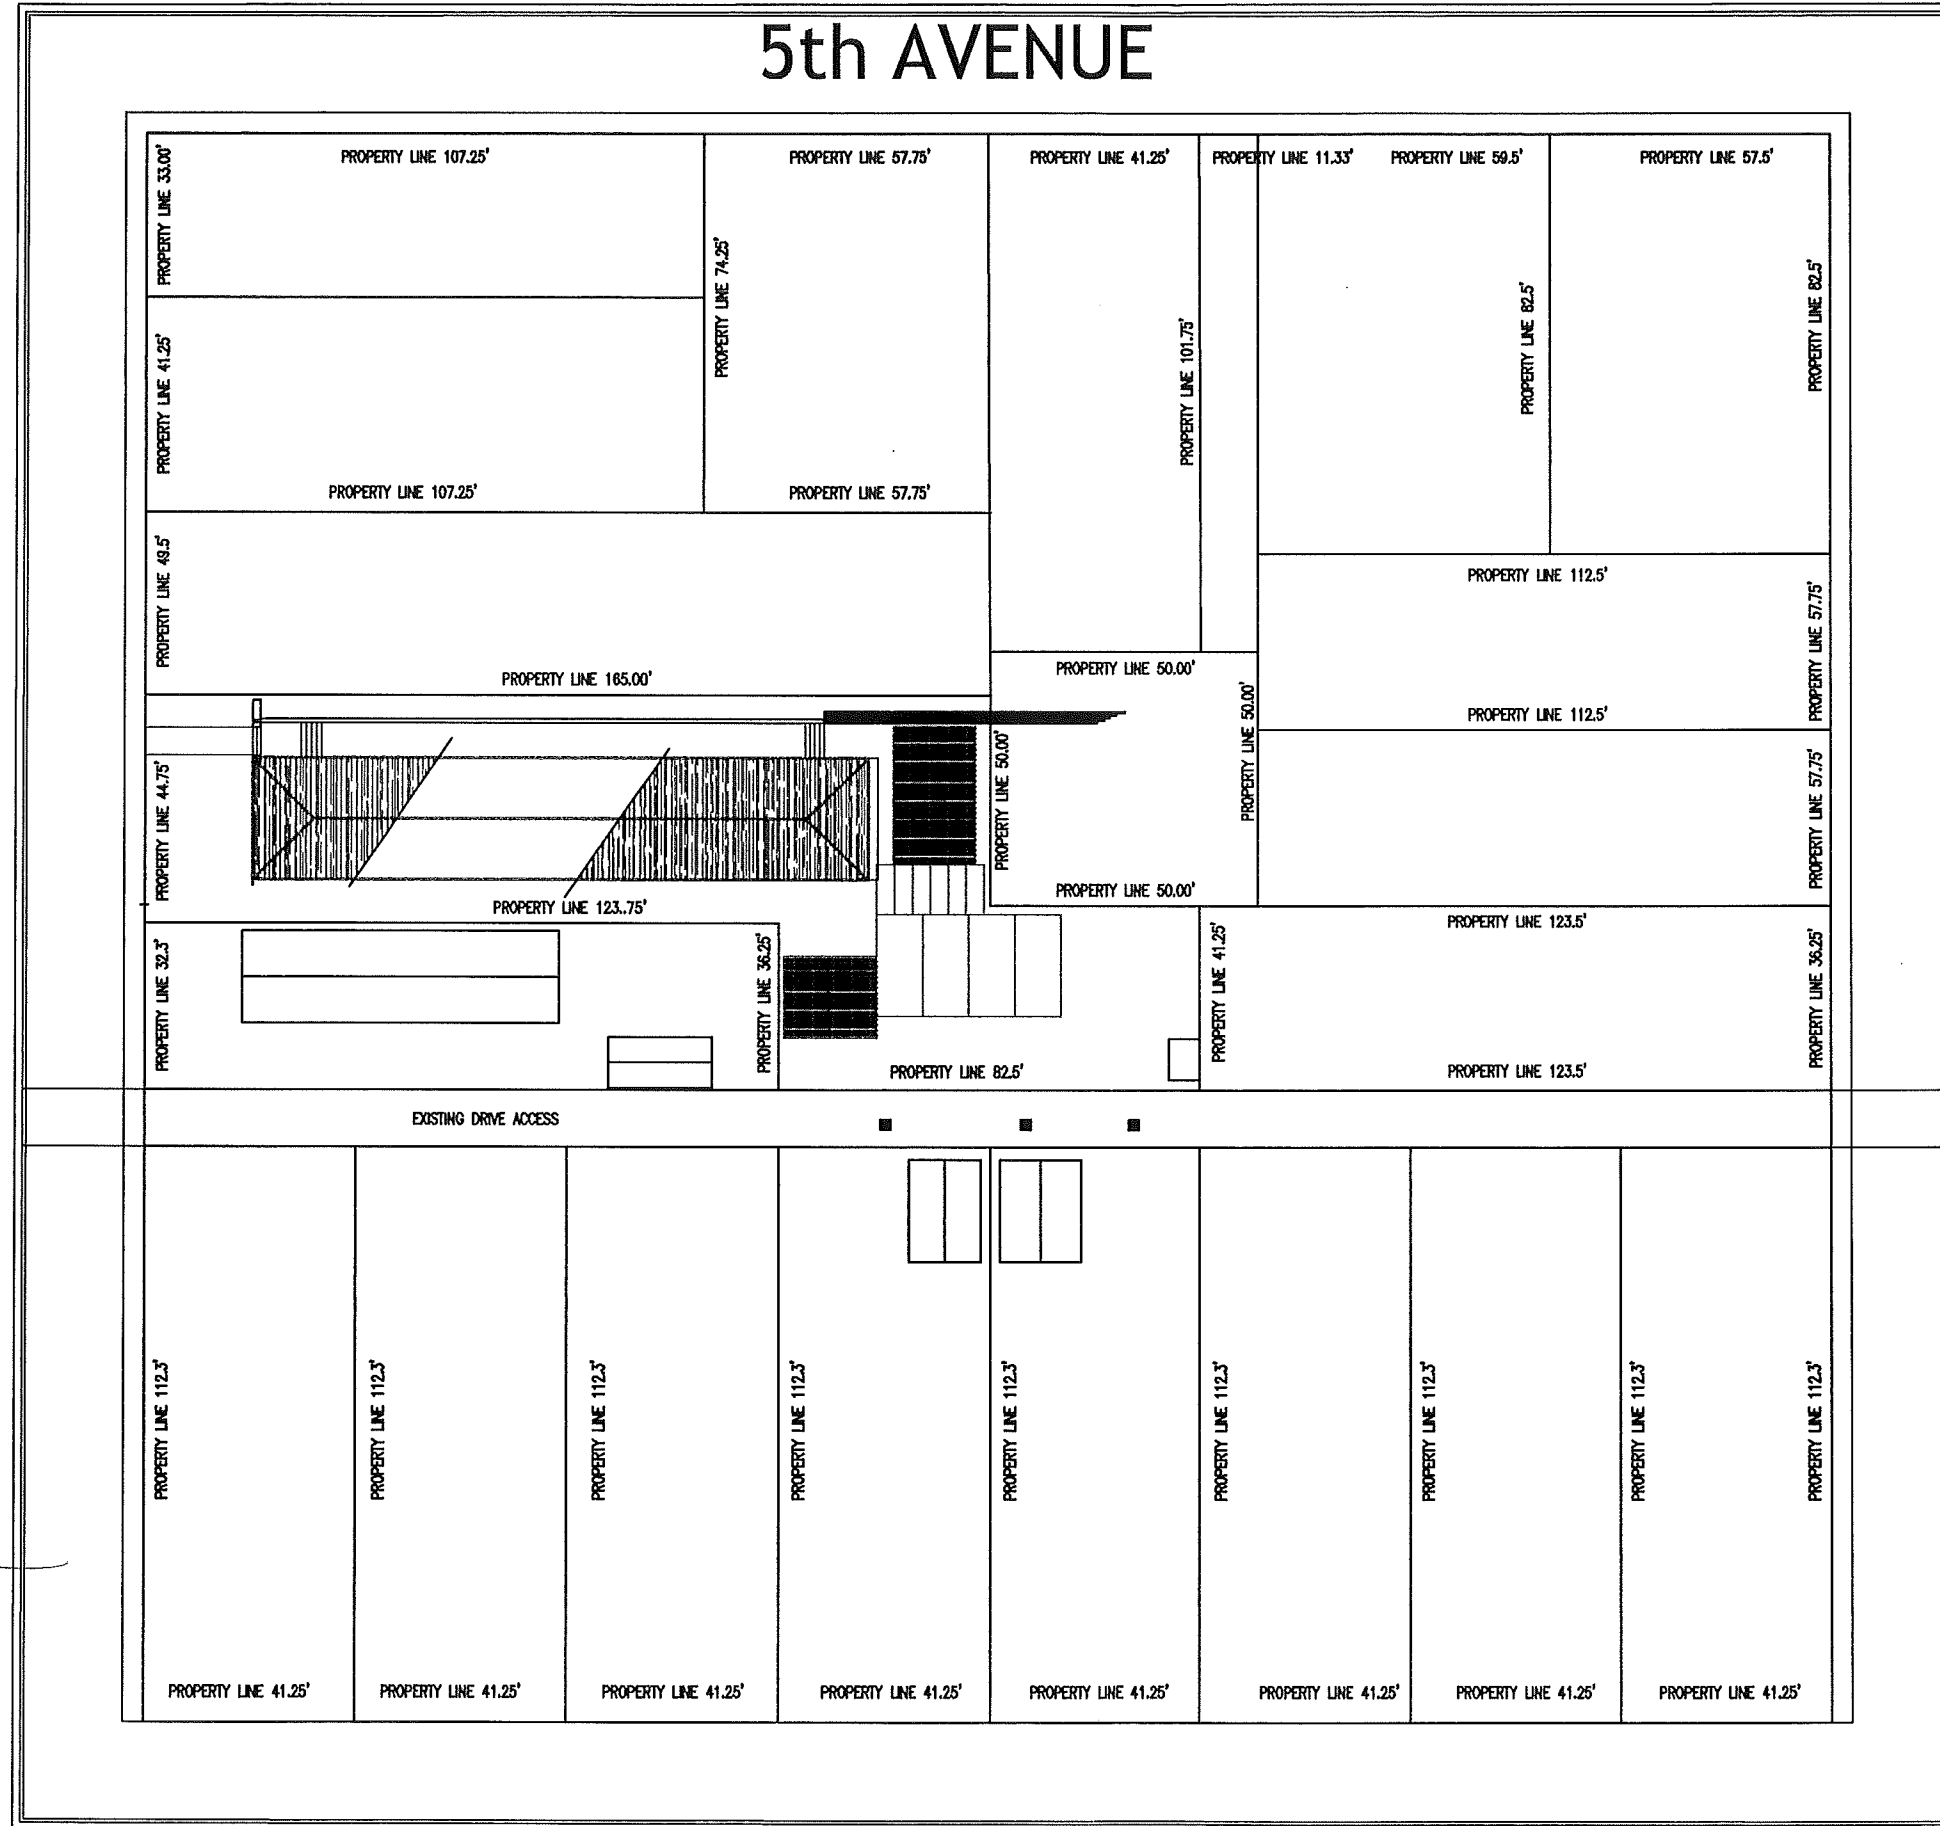 5th AVENUE
PROPERTY LINE 107.25'
PROPERTY LINE 57.75'
PROPERTY LINE 41.25'
PROPERTY LINE 11.33'
PROPERTY LINE 59.5'
PROPERTY LINE 57.5'
PROPERTY LINE 33.00'
PROPERTY LINE 74.25'
PROPERTY LINE 101.75'
PROPERTY LINE 82.5'
PROPERTY LINE 82.5'
PROPERTY LINE 41.25'
PROPERTY LINE 107.25'
PROPERTY LINE 57.75'
PROPERTY LINE 49.5'
PROPERTY LINE 112.5'
PROPERTY LINE 57.75'
PROPERTY LINE 165.00'
PROPERTY LINE 50.00'
PROPERTY LINE 112.5'
PROPERTY LINE 44.75'
PROPERTY LINE 50.00'
PROPERTY LINE 50.00'
PROPERTY LINE 57.75'
PROPERTY LINE 123..75'
PROPERTY LINE 50.00'
PROPERTY LINE 123.5'
PROPERTY LINE 32.3'
PROPERTY LINE 36.25'
PROPERTY LINE 41.25'
PROPERTY LINE 36.25'
PROPERTY LINE 82.5'
PROPERTY LINE 123.5'
EXISTING DRIVE ACCESS
PROPERTY LINE 112.3'
PROPERTY LINE 112.3'
PROPERTY LINE 112.3'
PROPERTY LINE 112.3'
PROPERTY LINE 112.3'
PROPERTY LINE 112.3'
PROPERTY LINE 112.3'
PROPERTY LINE 112.3'
PROPERTY LINE 112.3'
PROPERTY LINE 41.25'
PROPERTY LINE 41.25'
PROPERTY LINE 41.25'
PROPERTY LINE 41.25'
PROPERTY LINE 41.25'
PROPERTY LINE 41.25'
PROPERTY LINE 41.25'
PROPERTY LINE 41.25'